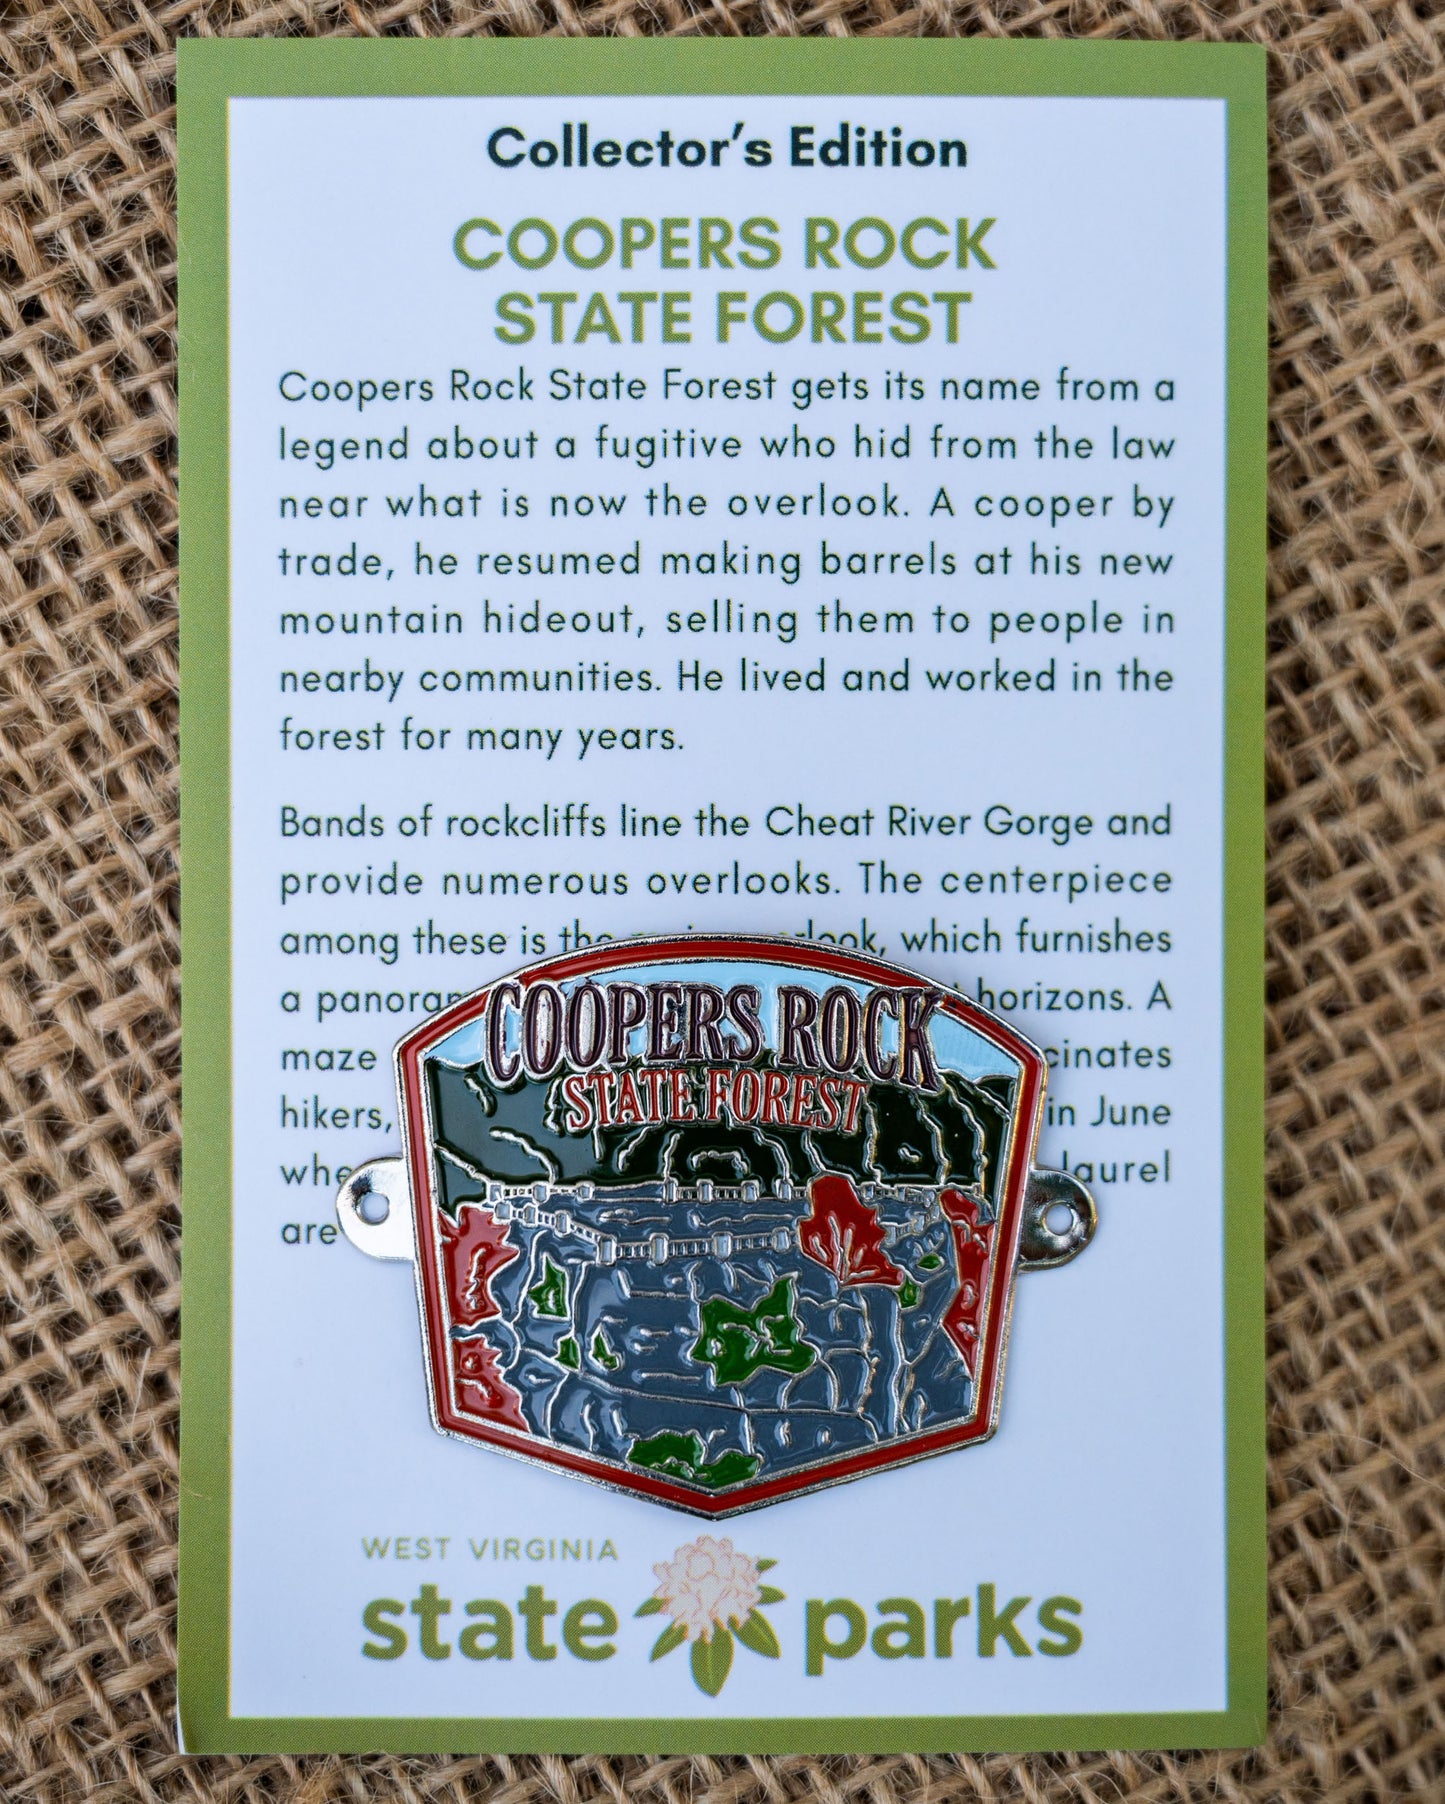 Collector's Edition
COOPERS ROCK
STATE FOREST
Coopers Rock State Forest gets its name from a
legend about a fugitive who hid from the law
near what is now the overlook. A cooper by
trade, he resumed making barrels at his new
mountain hideout, selling them to people in
nearby communities. He lived and worked in the
forest for many years.
Bands of rockcliffs line the Cheat River Gorge and
provide numerous overlooks. The centerpiece
among these is the which furnishes
a horizons. A
maze
hikers, in June
laurel
are
COOPERS ROCK
STATE FOREST
WEST VIRGINIA
state parks